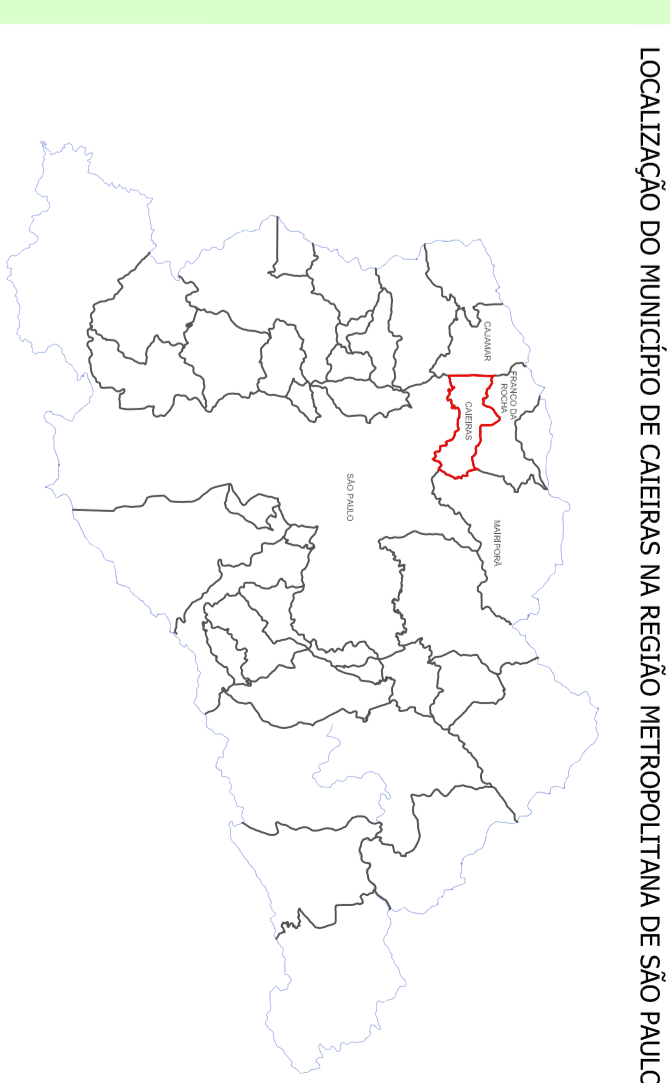 LOCALIZAÇÃO DO MUNICÍPIO DE CAIEIRAS NA REGIÃO METROPOLITANA DE SÃO PAULO
CAJAMAR
FRANCO DA
ROCHA
CAIEIRAS
MAIRIPORÃ
SÃO PAULO